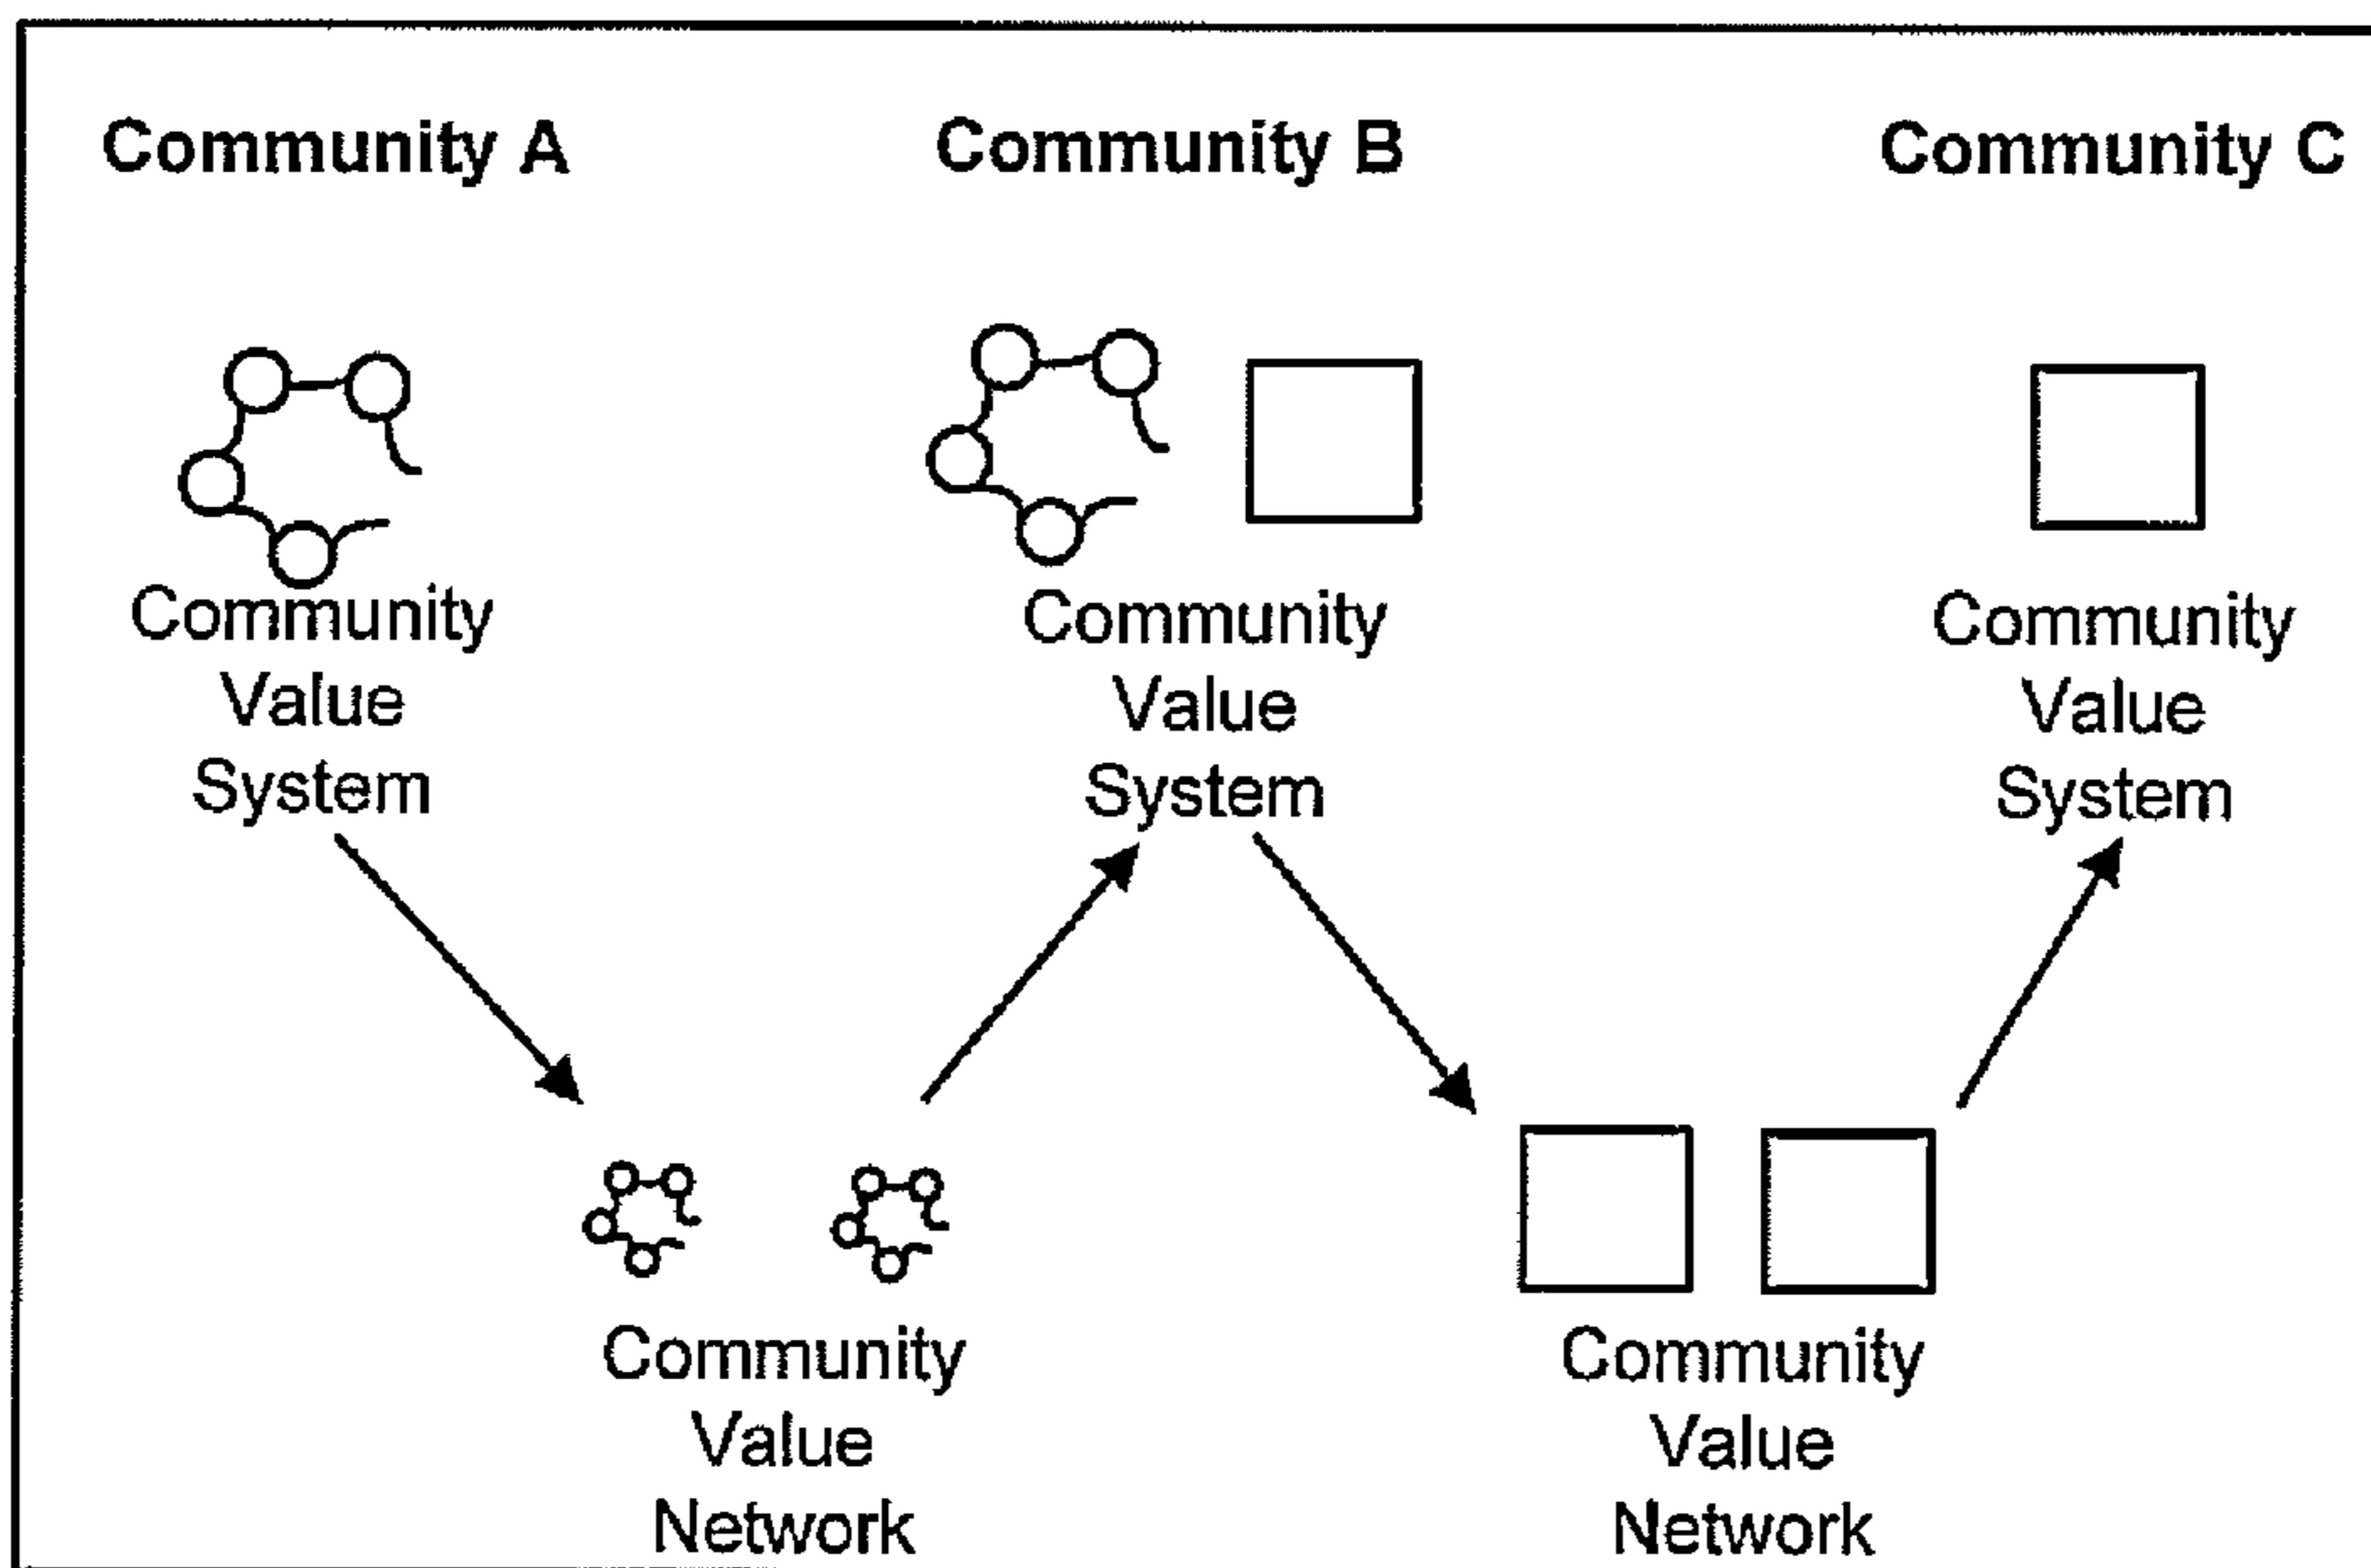 Community A
Community B
Community C
Community
Value
System
Community
Value
System
Community
Value
System
Community
Value
Network
Community
Value
Network